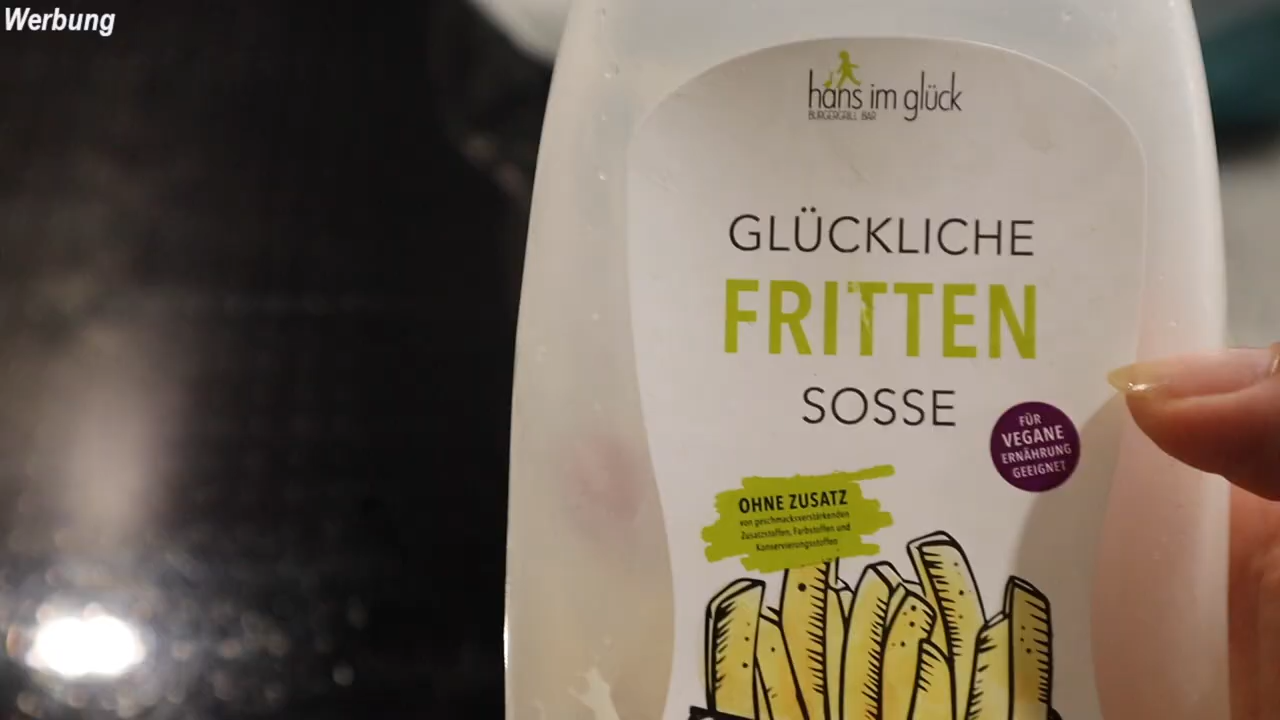 Werbung
hans im glück
BURGERGRILL BAR
GLÜCKLICHE
FRITTEN
SOSSE
FÜR
VEGANE
ERNÄHRUNG
GEEIGNET
OHNE ZUSATZ
von geschmacksverstärkenden
Zusatzstoffen, Farbstoffen und
Konservierungsstoffen